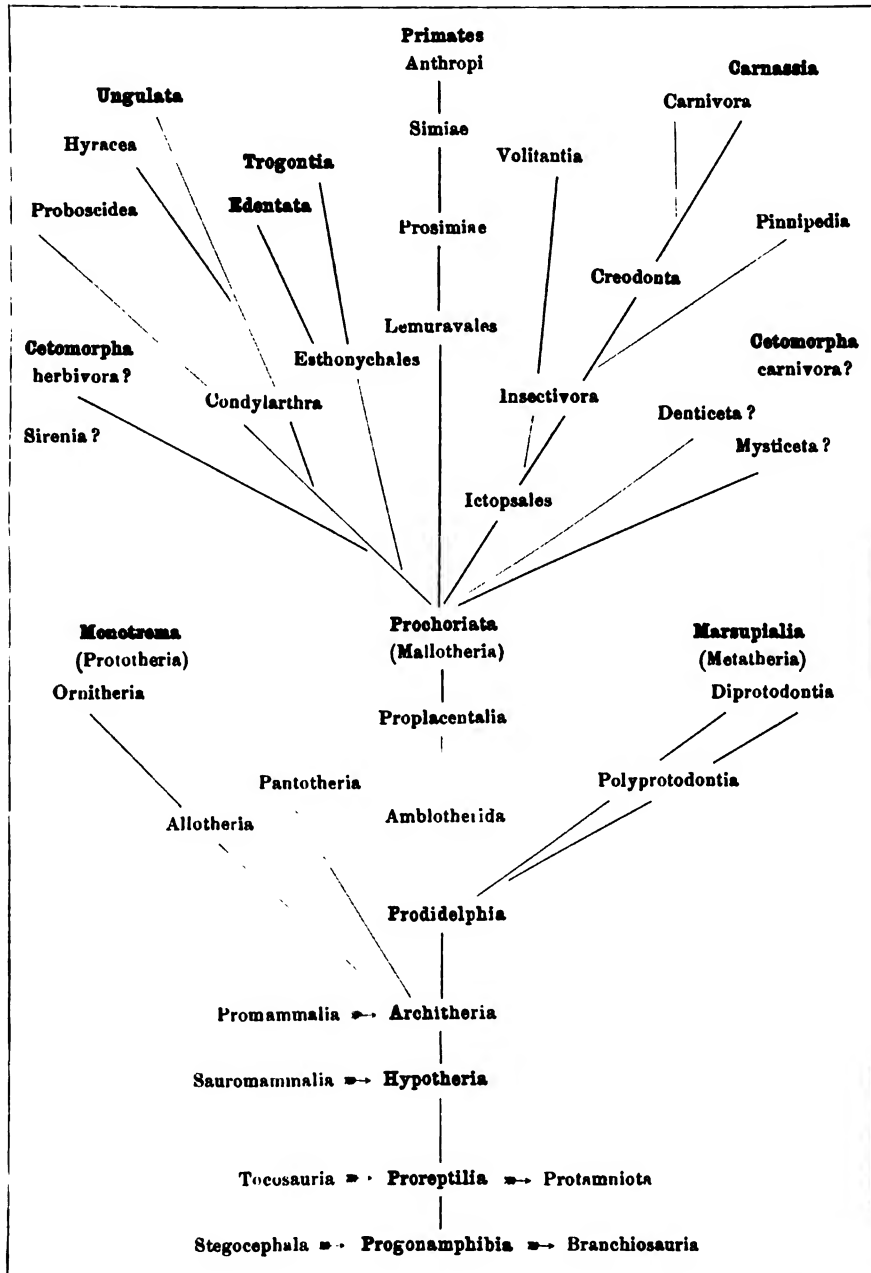 Primates
Anthropi
Carnassia
Carnivora
Ungulata
Simiae
Hyracea
Trogontia
Volitantia
Proboscidea
Edentata
Prosimiae
Pinnipedia
Creodonta
Lemuravales
Cetomorpha
herbivora?
Esthonychales
Cetomorpha
carnivora?
Condylarthra
Insectivora
Denticeta?
Sirenia?
Mysticeta?
Ictopsales
Monotrema
(Prototheria)
Ornitheria
Prochoriata
(Mallotheria)
Marsupialia
(Metatheria)
Diprotodontia
Proplacentalia
Pantotheria
Polyprotodontia
Allotheria
Amblotherida
Prodidelphia
Promammalia ➸→ Architheria
Sauromammalia ➸→ Hypotheria
Tocosauria ➸→ Proreptilia ➸→ Protamniota
Stegocephala ➸→ Progonamphibia ➸→ Branchiosauria